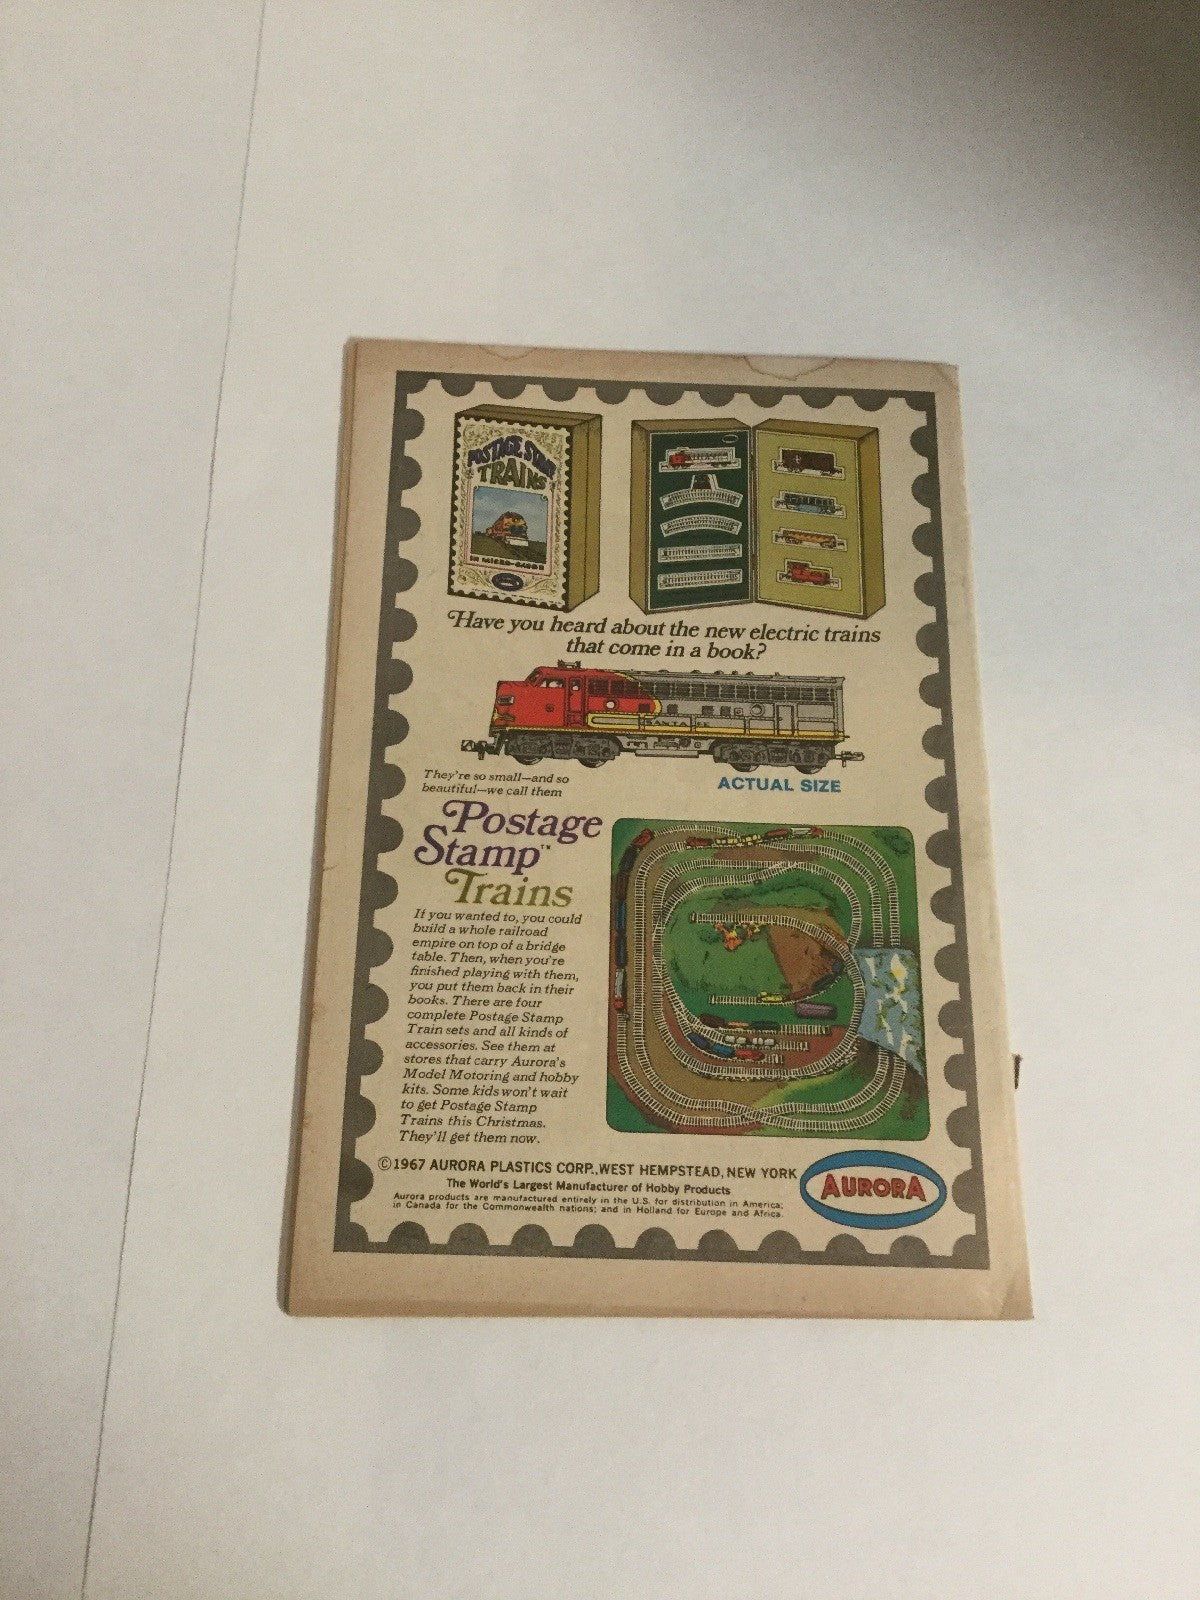 POSTAGE STAMP
TRAINS
IN MICRO-GAUGE
Have you heard about the new electric trains
that come in a book?
SANTA FE
They're so small—and so
beautiful—we call them
ACTUAL SIZE
Postage
Stamp™
Trains
If you wanted to, you could
build a whole railroad
empire on top of a bridge
table. Then, when you're
finished playing with them,
you put them back in their
books. There are four
complete Postage Stamp
Train sets and all kinds of
accessories. See them at
stores that carry Aurora's
Model Motoring and hobby
kits. Some kids won't wait
to get Postage Stamp
Trains this Christmas.
They'll get them now.
©1967 AURORA PLASTICS CORP., WEST HEMPSTEAD, NEW YORK
The World's Largest Manufacturer of Hobby Products
Aurora products are manufactured entirely in the U.S. for distribution in America;
in Canada for the Commonwealth nations; and in Holland for Europe and Africa.
AURORA